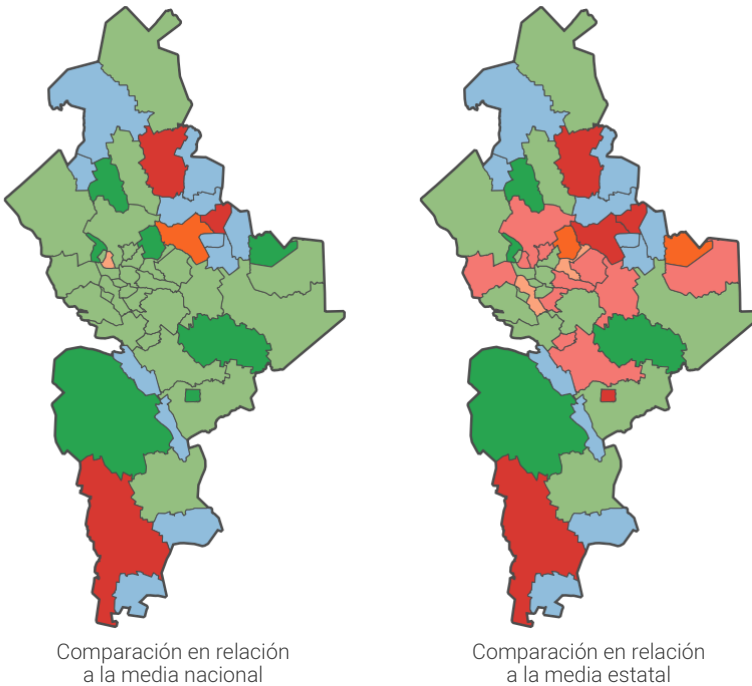 Comparación en relación
a la media nacional
Comparación en relación
a la media estatal